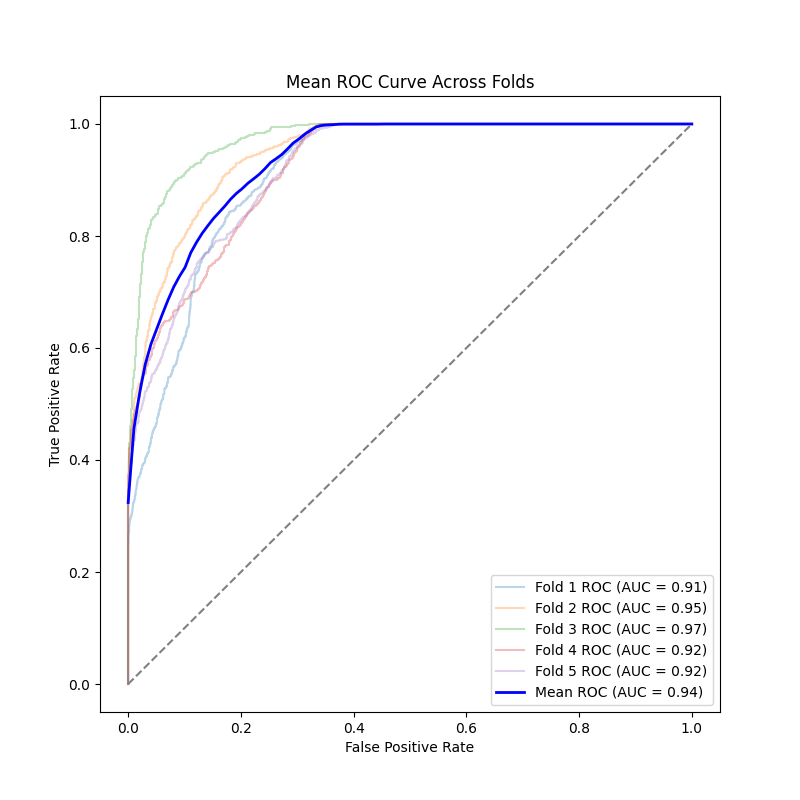 Mean ROC Curve Across Folds
True Positive Rate
1.0
0.8
0.6
0.4
0.2
0.0
0.0 0.2 0.4 0.6 0.8 1.0
False Positive Rate
Fold 1 ROC (AUC = 0.91)
Fold 2 ROC (AUC = 0.95)
Fold 3 ROC (AUC = 0.97)
Fold 4 ROC (AUC = 0.92)
Fold 5 ROC (AUC = 0.92)
Mean ROC (AUC = 0.94)